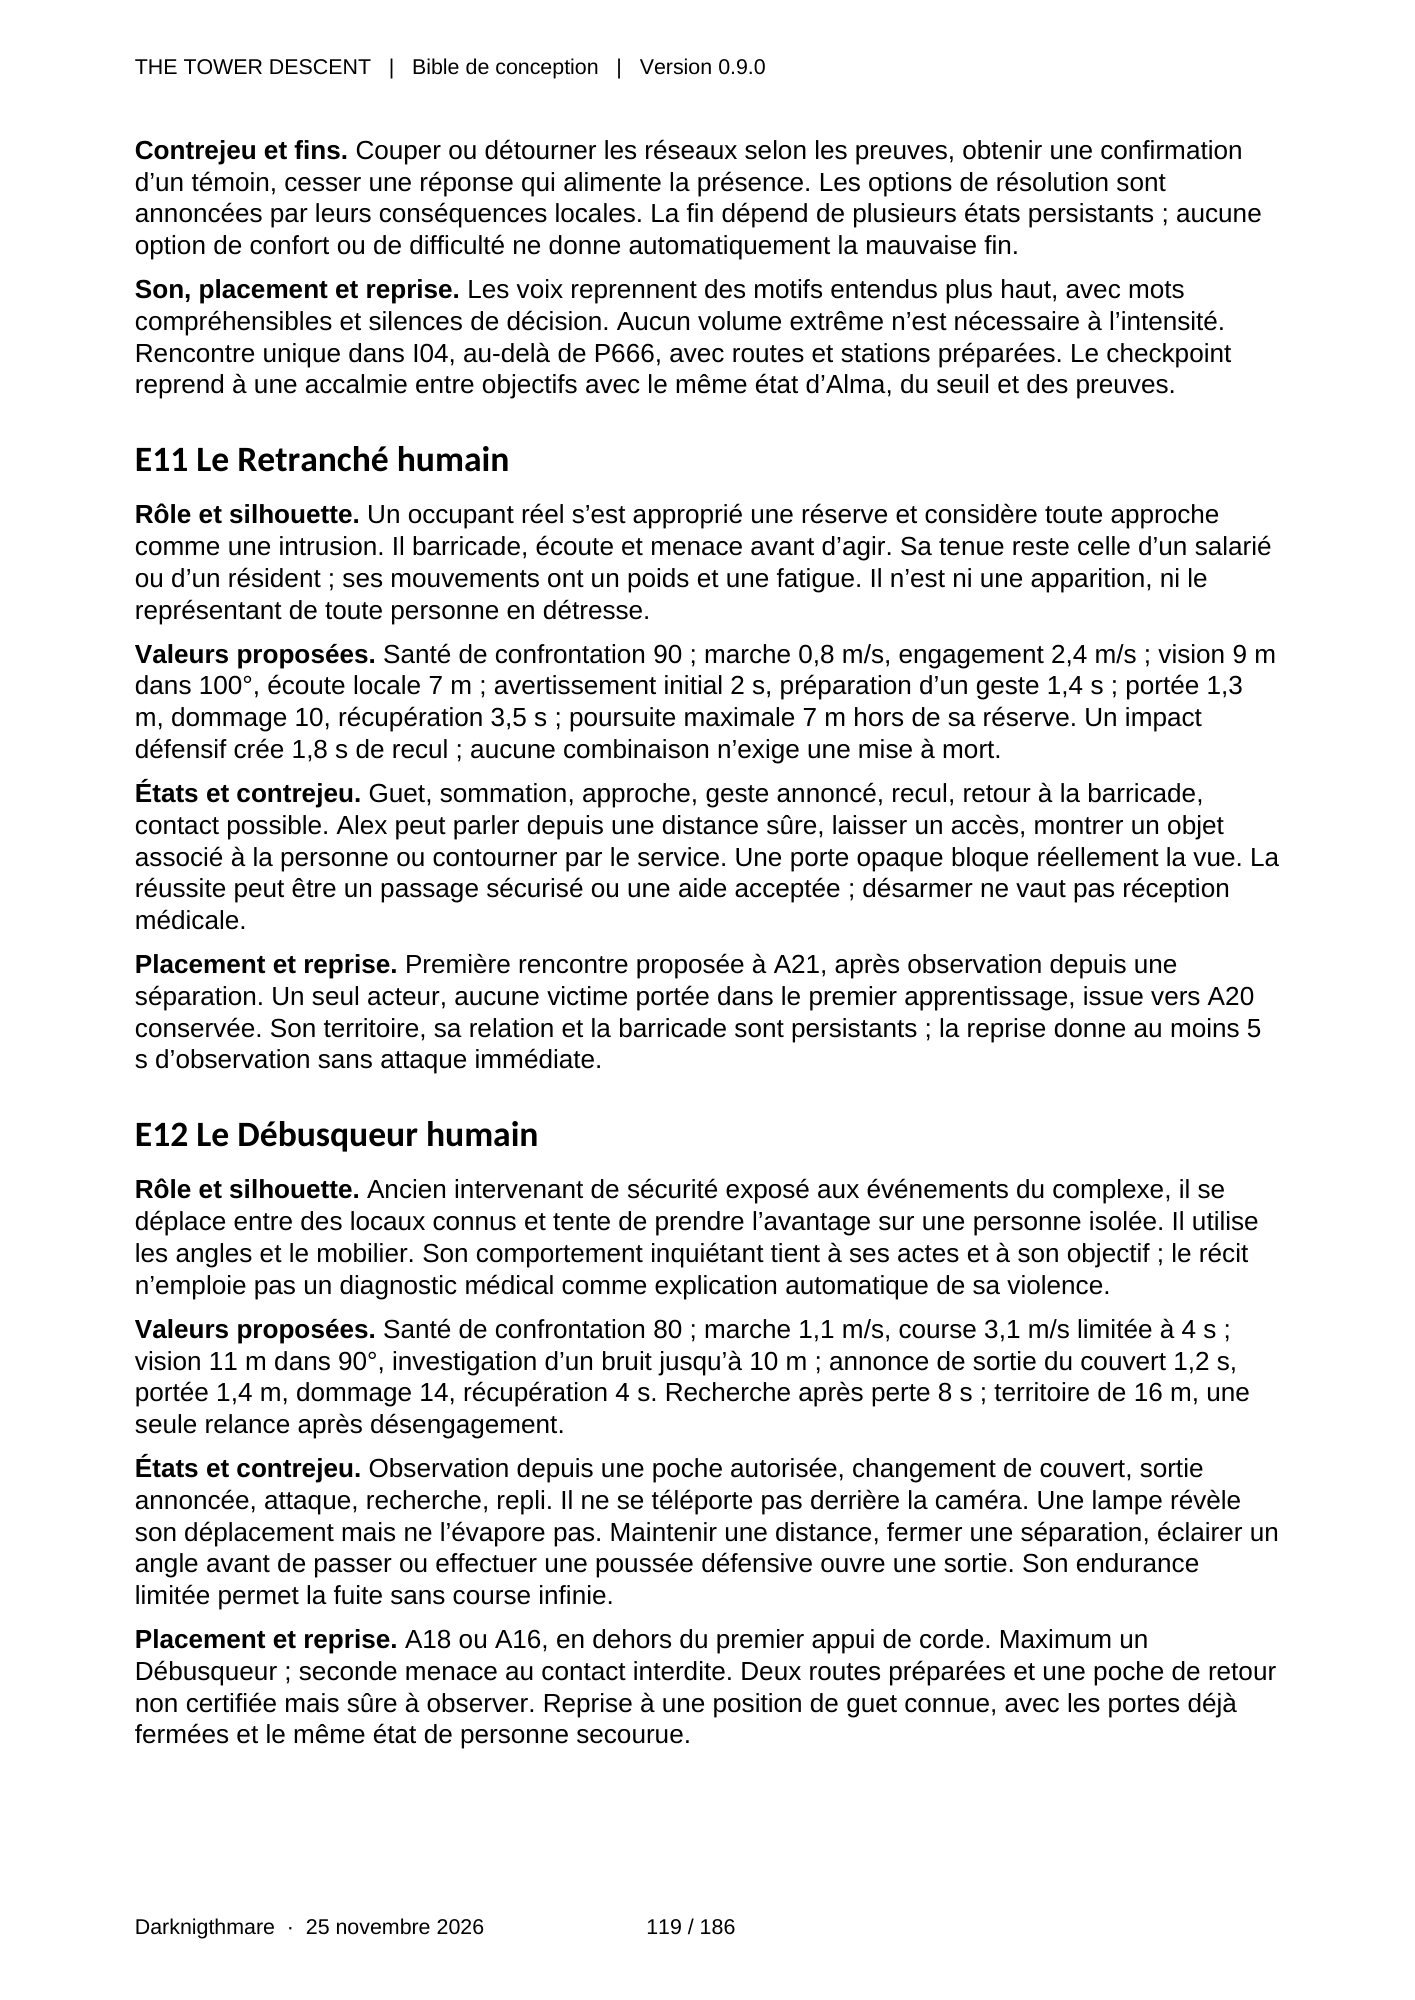 THE TOWER DESCENT | Bible de conception | Version 0.9.0
Contrejeu et fins. Couper ou détourner les réseaux selon les preuves, obtenir une confirmation
d’un témoin, cesser une réponse qui alimente la présence. Les options de résolution sont
annoncées par leurs conséquences locales. La fin dépend de plusieurs états persistants ; aucune
option de confort ou de difficulté ne donne automatiquement la mauvaise fin.
Son, placement et reprise. Les voix reprennent des motifs entendus plus haut, avec mots
compréhensibles et silences de décision. Aucun volume extrême n’est nécessaire à l’intensité.
Rencontre unique dans I04, au-delà de P666, avec routes et stations préparées. Le checkpoint
reprend à une accalmie entre objectifs avec le même état d’Alma, du seuil et des preuves.
E11 Le Retranché humain
Rôle et silhouette. Un occupant réel s’est approprié une réserve et considère toute approche
comme une intrusion. Il barricade, écoute et menace avant d’agir. Sa tenue reste celle d’un salarié
ou d’un résident ; ses mouvements ont un poids et une fatigue. Il n’est ni une apparition, ni le
représentant de toute personne en détresse.
Valeurs proposées. Santé de confrontation 90 ; marche 0,8 m/s, engagement 2,4 m/s ; vision 9 m
dans 100°, écoute locale 7 m ; avertissement initial 2 s, préparation d’un geste 1,4 s ; portée 1,3
m, dommage 10, récupération 3,5 s ; poursuite maximale 7 m hors de sa réserve. Un impact
défensif crée 1,8 s de recul ; aucune combinaison n’exige une mise à mort.
États et contrejeu. Guet, sommation, approche, geste annoncé, recul, retour à la barricade,
contact possible. Alex peut parler depuis une distance sûre, laisser un accès, montrer un objet
associé à la personne ou contourner par le service. Une porte opaque bloque réellement la vue. La
réussite peut être un passage sécurisé ou une aide acceptée ; désarmer ne vaut pas réception
médicale.
Placement et reprise. Première rencontre proposée à A21, après observation depuis une
séparation. Un seul acteur, aucune victime portée dans le premier apprentissage, issue vers A20
conservée. Son territoire, sa relation et la barricade sont persistants ; la reprise donne au moins 5
s d’observation sans attaque immédiate.
E12 Le Débusqueur humain
Rôle et silhouette. Ancien intervenant de sécurité exposé aux événements du complexe, il se
déplace entre des locaux connus et tente de prendre l’avantage sur une personne isolée. Il utilise
les angles et le mobilier. Son comportement inquiétant tient à ses actes et à son objectif ; le récit
n’emploie pas un diagnostic médical comme explication automatique de sa violence.
Valeurs proposées. Santé de confrontation 80 ; marche 1,1 m/s, course 3,1 m/s limitée à 4 s ;
vision 11 m dans 90°, investigation d’un bruit jusqu’à 10 m ; annonce de sortie du couvert 1,2 s,
portée 1,4 m, dommage 14, récupération 4 s. Recherche après perte 8 s ; territoire de 16 m, une
seule relance après désengagement.
États et contrejeu. Observation depuis une poche autorisée, changement de couvert, sortie
annoncée, attaque, recherche, repli. Il ne se téléporte pas derrière la caméra. Une lampe révèle
son déplacement mais ne l’évapore pas. Maintenir une distance, fermer une séparation, éclairer un
angle avant de passer ou effectuer une poussée défensive ouvre une sortie. Son endurance
limitée permet la fuite sans course infinie.
Placement et reprise. A18 ou A16, en dehors du premier appui de corde. Maximum un
Débusqueur ; seconde menace au contact interdite. Deux routes préparées et une poche de retour
non certifiée mais sûre à observer. Reprise à une position de guet connue, avec les portes déjà
fermées et le même état de personne secourue.
Darknigthmare · 25 novembre 2026 119 / 186